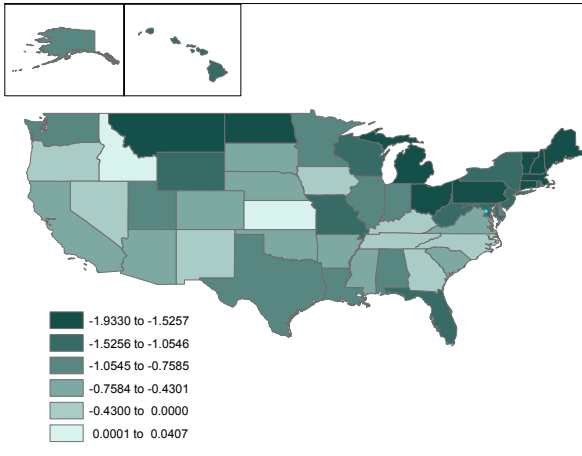 -1.9330 to -1.5257
-1.5256 to -1.0546
-1.0545 to -0.7585
-0.7584 to -0.4301
-0.4300 to 0.0000
0.0001 to 0.0407